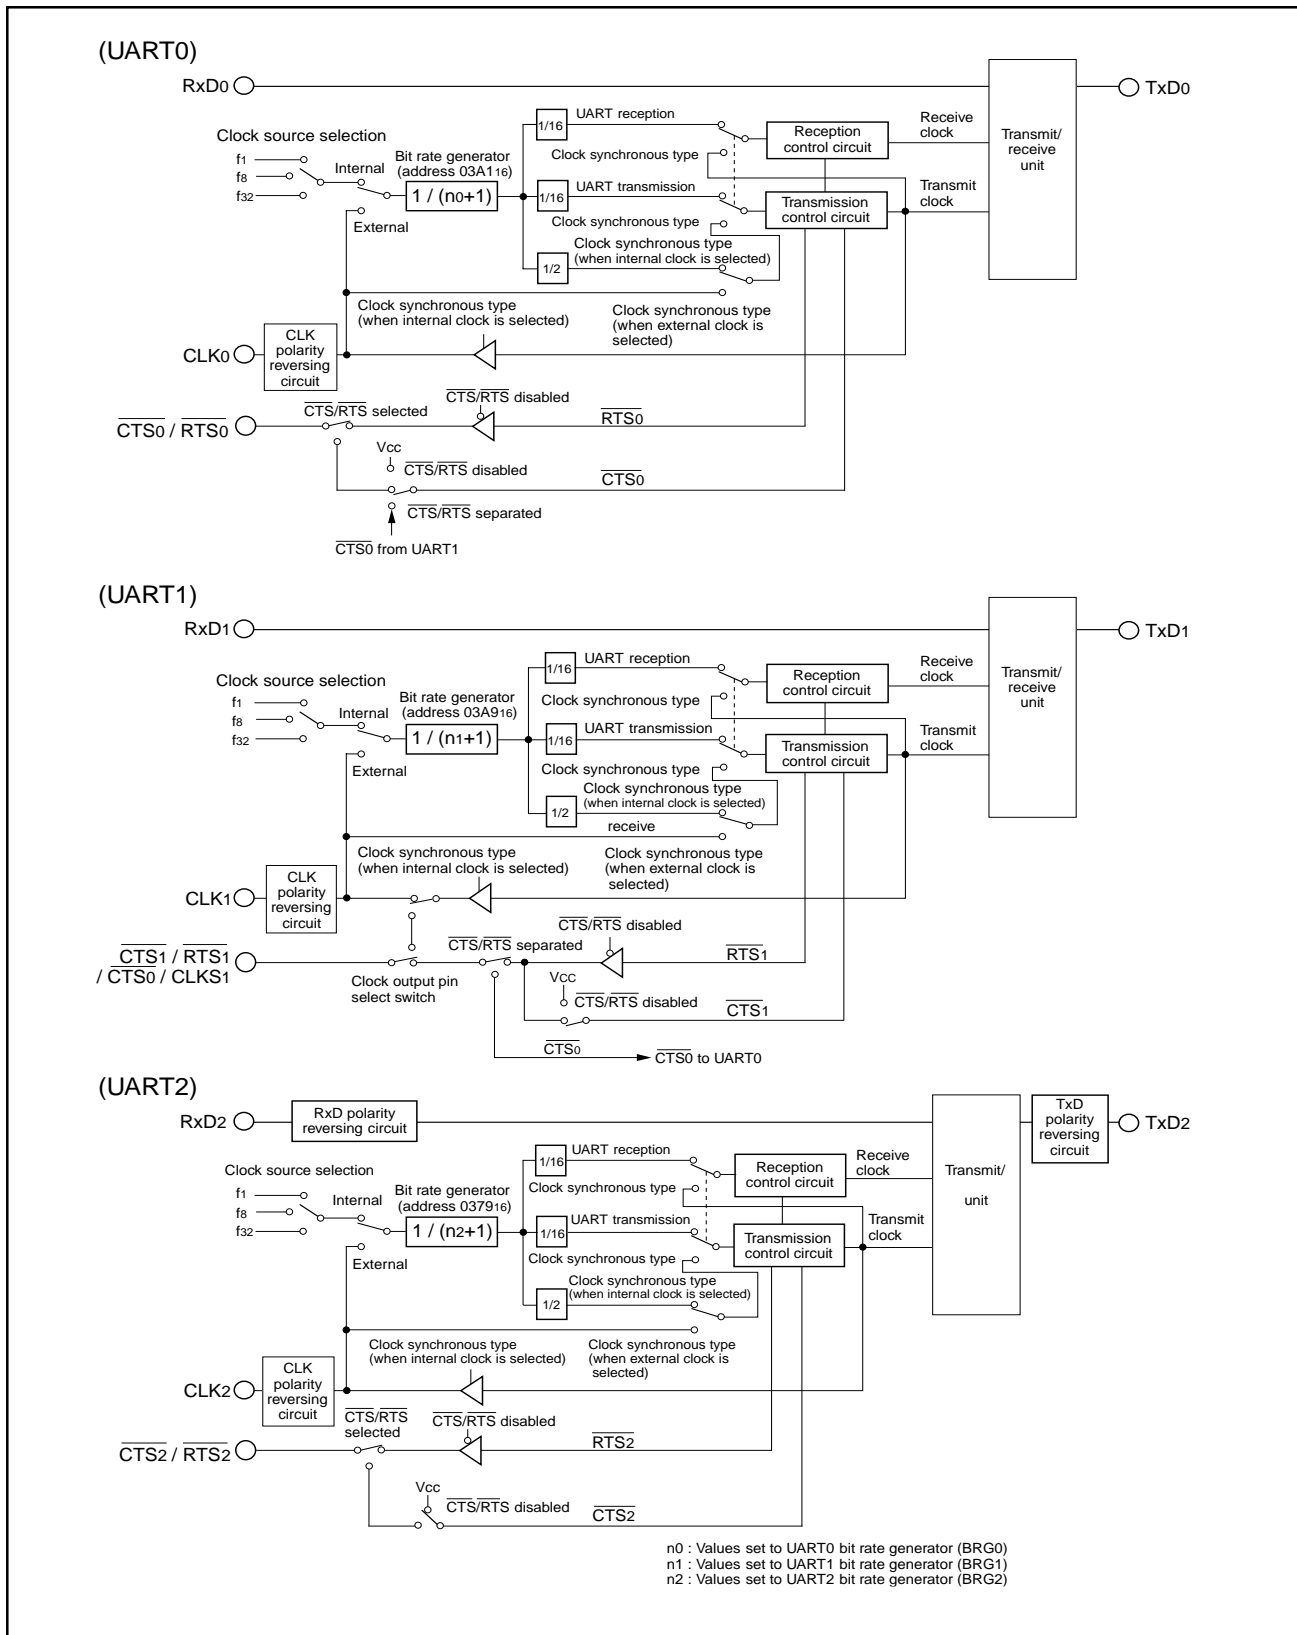 (UART0)
RxD0
TxD0
Clock source selection
f1
f8
f32
Internal
External
Bit rate generator
(address 03A116)
1 / (n0+1)
1/16
UART reception
Clock synchronous type
1/16
UART transmission
Clock synchronous type
1/2
Clock synchronous type
(when internal clock is selected)
Reception
control circuit
Transmission
control circuit
Receive
clock
Transmit
clock
Transmit/
receive
unit
Clock synchronous type
(when internal clock is selected)
Clock synchronous type
(when external clock is
selected)
CLK0
CLK
polarity
reversing
circuit
CTS0 / RTS0
CTS/RTS selected
CTS/RTS disabled
RTS0
Vcc
CTS/RTS disabled
CTS0
CTS/RTS separated
CTS0 from UART1
(UART1)
RxD1
TxD1
Clock source selection
f1
f8
f32
Internal
External
Bit rate generator
(address 03A916)
1 / (n1+1)
1/16
UART reception
Clock synchronous type
1/16
UART transmission
Clock synchronous type
1/2
Clock synchronous type
(when internal clock is selected)
receive
Reception
control circuit
Transmission
control circuit
Receive
clock
Transmit
clock
Transmit/
receive
unit
Clock synchronous type
(when internal clock is selected)
Clock synchronous type
(when external clock is
selected)
CLK1
CLK
polarity
reversing
circuit
CTS1 / RTS1
/ CTS0 / CLKS1
Clock output pin
select switch
CTS/RTS separated
CTS/RTS disabled
RTS1
VCC
CTS/RTS disabled
CTS1
CTS0
CTS0 to UART0
(UART2)
RxD2
RxD polarity
reversing circuit
TxD
polarity
reversing
circuit
TxD2
Clock source selection
f1
f8
f32
Internal
External
Bit rate generator
(address 037916)
1 / (n2+1)
1/16
UART reception
Clock synchronous type
1/16
UART transmission
Clock synchronous type
1/2
Clock synchronous type
(when internal clock is selected)
Reception
control circuit
Transmission
control circuit
Receive
clock
Transmit
clock
Transmit/
unit
Clock synchronous type
(when internal clock is selected)
Clock synchronous type
(when external clock is
selected)
CLK2
CLK
polarity
reversing
circuit
CTS2 / RTS2
CTS/RTS
selected
CTS/RTS disabled
RTS2
Vcc
CTS/RTS disabled
CTS2
n0 : Values set to UART0 bit rate generator (BRG0)
n1 : Values set to UART1 bit rate generator (BRG1)
n2 : Values set to UART2 bit rate generator (BRG2)